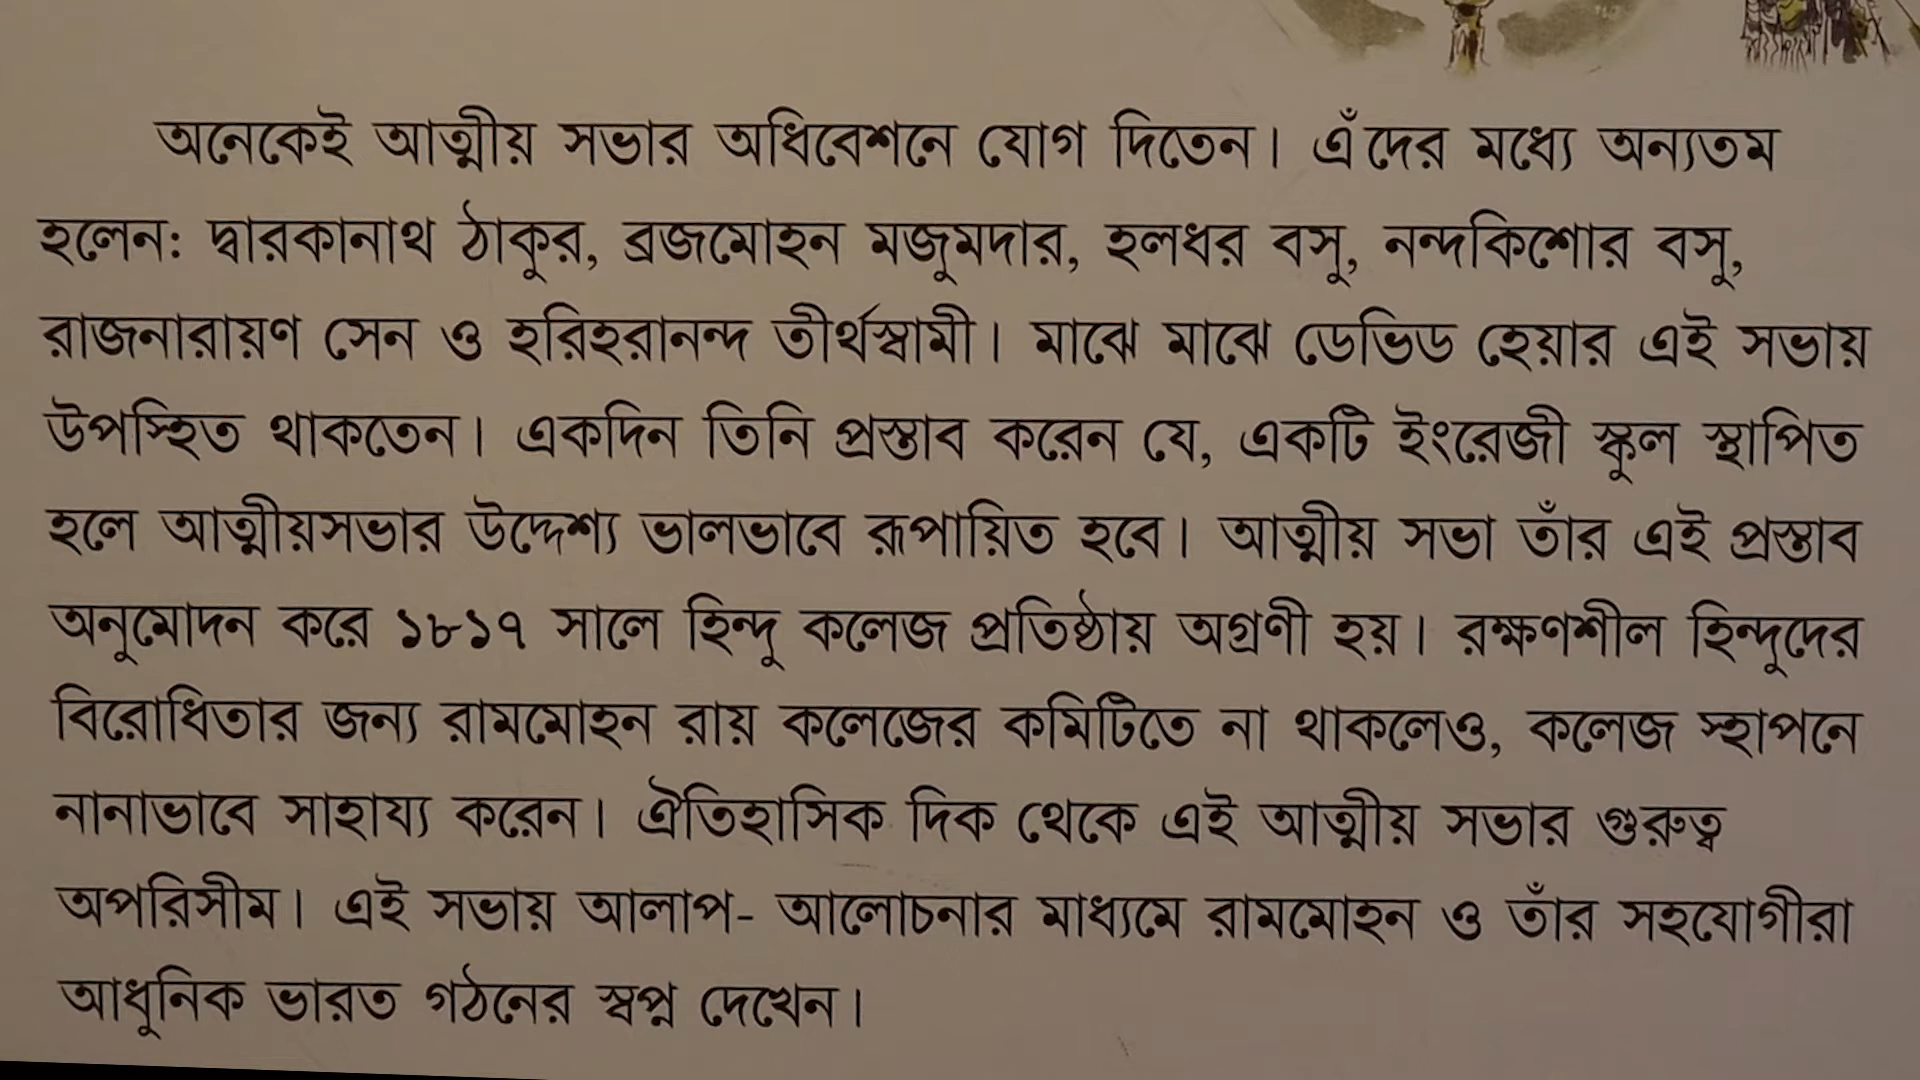 অনেকেই আত্মীয় সভার অধিবেশনে যোগ দিতেন। এঁদের মধ্যে অন্যতম
হলেন: দ্বারকানাথ ঠাকুর, ব্রজমোহন মজুমদার, হলধর বসু, নন্দকিশোর বসু,
রাজনারায়ণ সেন ও হরিহরানন্দ তীর্থস্বামী। মাঝে মাঝে ডেভিড হেয়ার এই সভায়
উপস্থিত থাকতেন। একদিন তিনি প্রস্তাব করেন যে, একটি ইংরেজী স্কুল স্থাপিত
হলে আত্মীয়সভার উদ্দেশ্য ভালভাবে রূপায়িত হবে। আত্মীয় সভা তাঁর এই প্রস্তাব
অনুমোদন করে ১৮১৭ সালে হিন্দু কলেজ প্রতিষ্ঠায় অগ্রণী হয়। রক্ষণশীল হিন্দুদের
বিরোধিতার জন্য রামমোহন রায় কলেজের কমিটিতে না থাকলেও, কলেজ স্থাপনে
নানাভাবে সাহায্য করেন। ঐতিহাসিক দিক থেকে এই আত্মীয় সভার গুরুত্ব
অপরিসীম। এই সভায় আলাপ- আলোচনার মাধ্যমে রামমোহন ও তাঁর সহযোগীরা
আধুনিক ভারত গঠনের স্বপ্ন দেখেন।